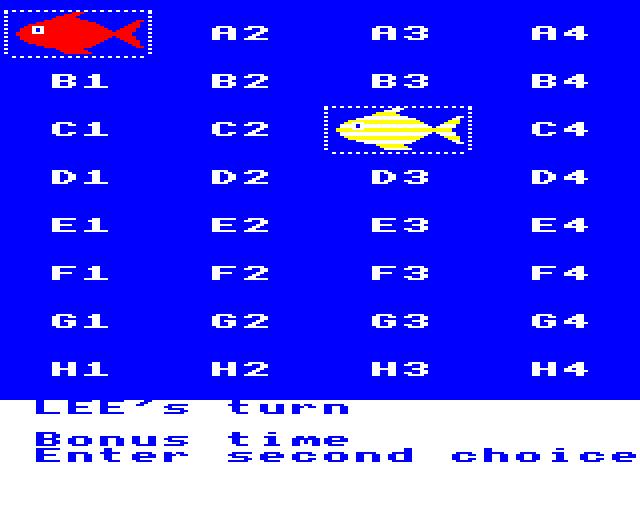 A2 A3 A4
B1 B2 B3 B4
C1 C2 C4
D1 D2 D3 D4
E1 E2 E3 E4
F1 F2 F3 F4
G1 G2 G3 G4
H1 H2 H3 H4
LEE's turn
Bonus time
Enter second choice